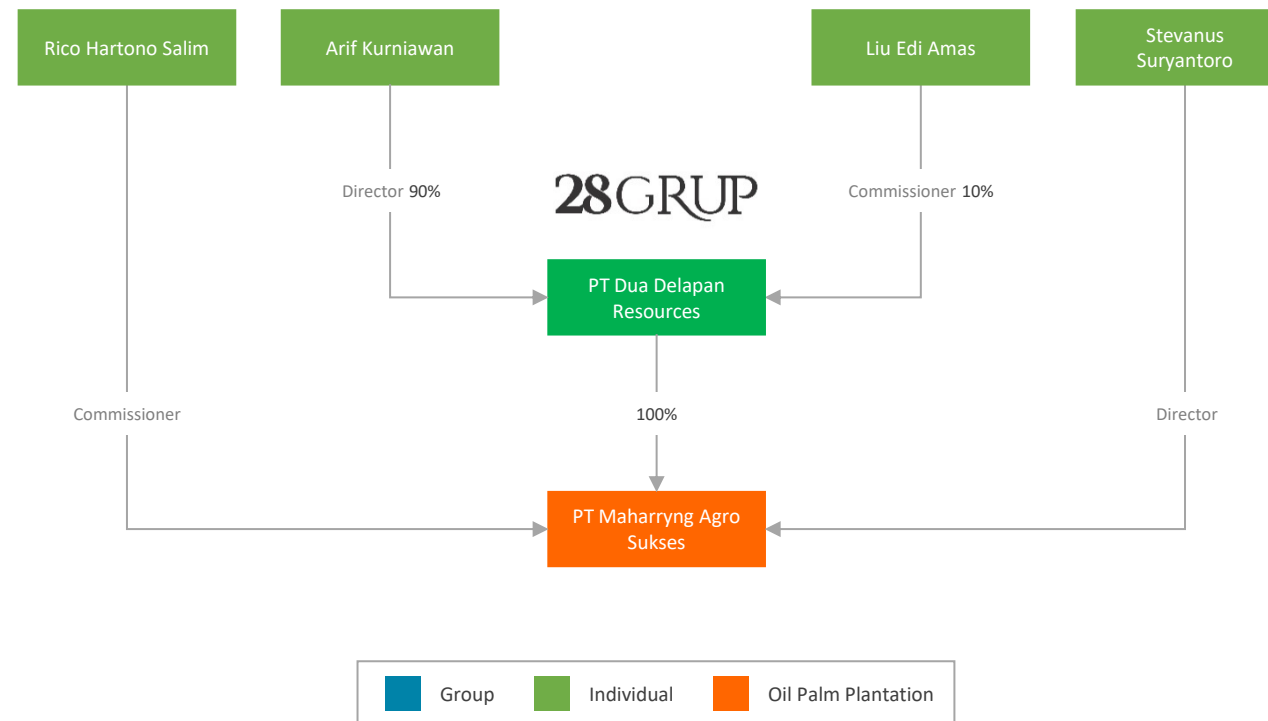 Rico Hartono Salim
Arif Kurniawan
Liu Edi Amas
Stevanus
Suryantoro
Director 90%
28GRUP
Commissioner 10%
PT Dua Delapan
Resources
Commissioner
100%
Director
PT Maharryng Agro
Sukses
Group
Individual
Oil Palm Plantation